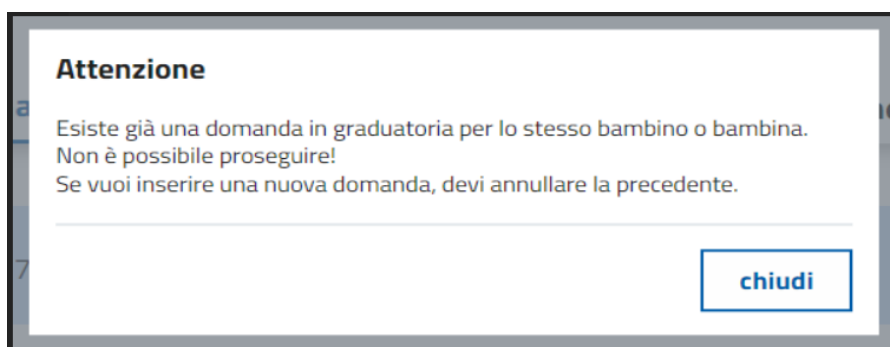 Attenzione
Esiste già una domanda in graduatoria per lo stesso bambino o bambina.
Non è possibile proseguire!
Se vuoi inserire una nuova domanda, devi annullare la precedente.
chiudi